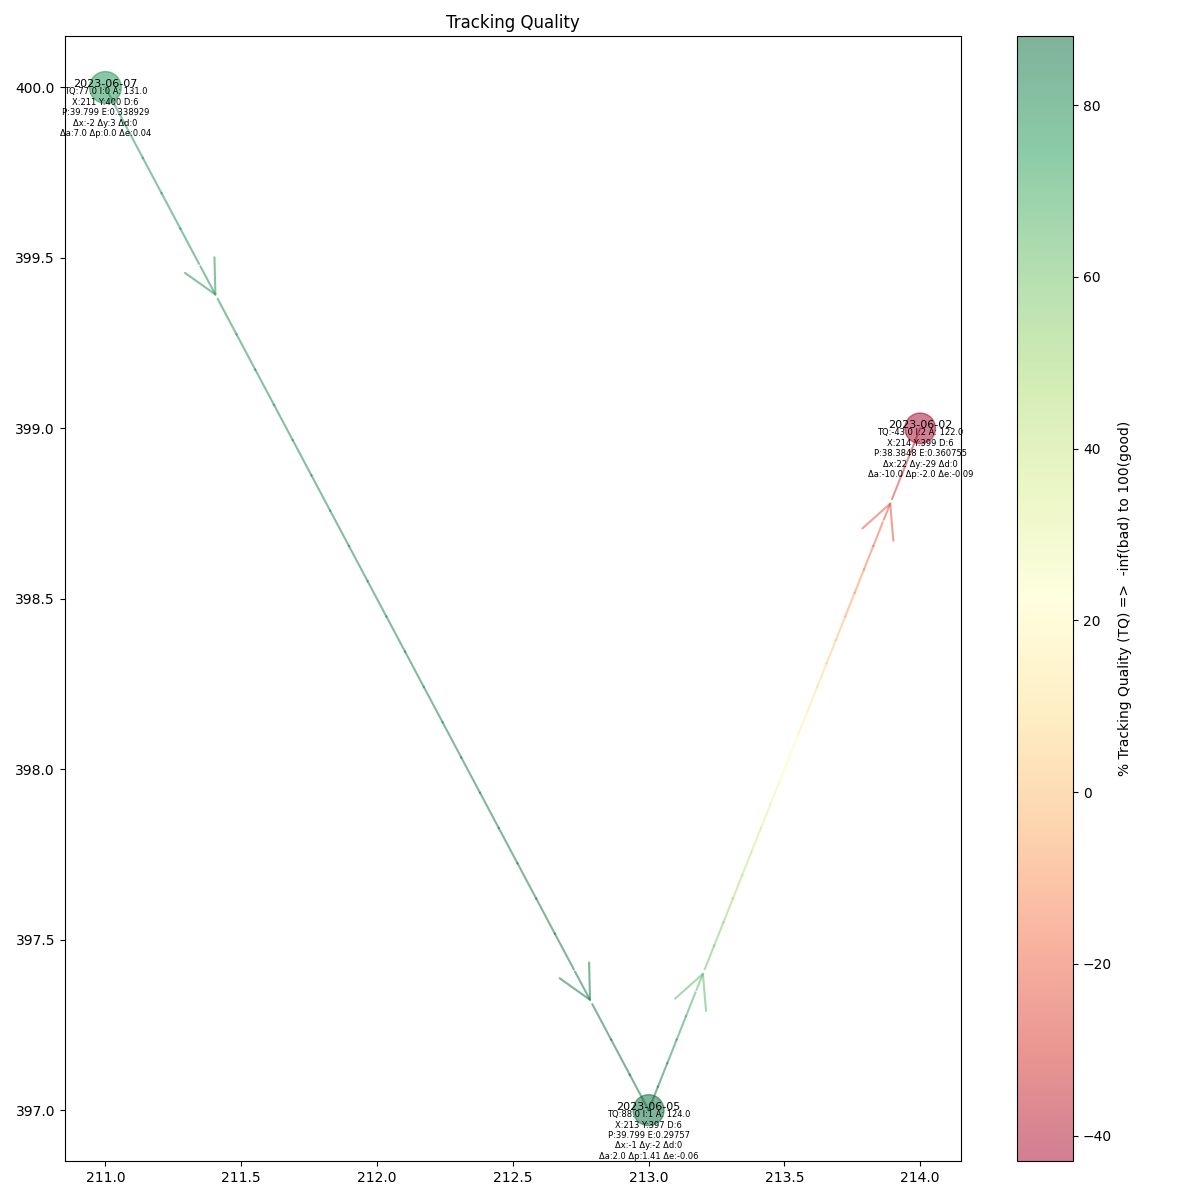 Tracking Quality
400.0
399.5
399.0
398.5
398.0
397.5
397.0
211.0 211.5 212.0 212.5 213.0 213.5 214.0
2023-06-07
TQ:77.0 I:0 A: 131.0
X:211 Y:400 D:6
P:39.799 E:0.338929
Δx:-2 Δy:3 Δd:0
Δa:7.0 Δp:0.0 Δe:0.04
2023-06-02
TQ:-43.0 I:2 A: 122.0
X:214 Y:399 D:6
P:38.3848 E:0.360755
Δx:22 Δy:-29 Δd:0
Δa:-10.0 Δp:-2.0 Δe:-0.09
2023-06-05
TQ:88.0 I:1 A: 124.0
X:213 Y:397 D:6
P:39.799 E:0.29757
Δx:-1 Δy:-2 Δd:0
Δa:2.0 Δp:1.41 Δe:-0.06
80
60
40
20
0
−20
−40
% Tracking Quality (TQ) => -inf(bad) to 100(good)